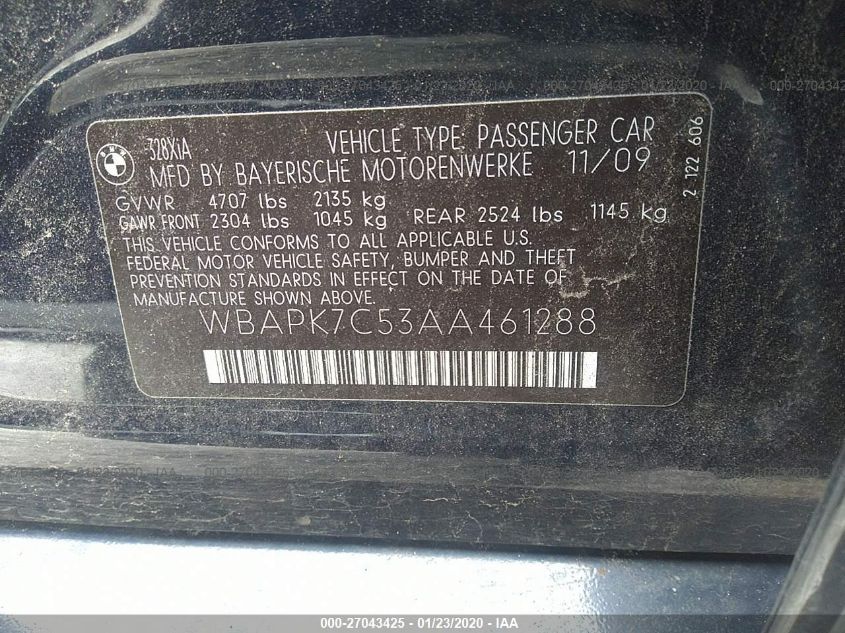 328XiA
VEHICLE TYPE: PASSENGER CAR
MFD BY BAYERISCHE MOTORENWERKE 11/09
GVWR 4707 lbs 2135 kg
GAWR FRONT 2304 lbs 1045 kg REAR 2524 lbs 1145 kg
THIS VEHICLE CONFORMS TO ALL APPLICABLE U.S.
FEDERAL MOTOR VEHICLE SAFETY, BUMPER AND THEFT
PREVENTION STANDARDS IN EFFECT ON THE DATE OF
MANUFACTURE SHOWN ABOVE.
WBAPK7C53AA461288
2 122 606
000-27043425 - 01/23/2020 - IAA